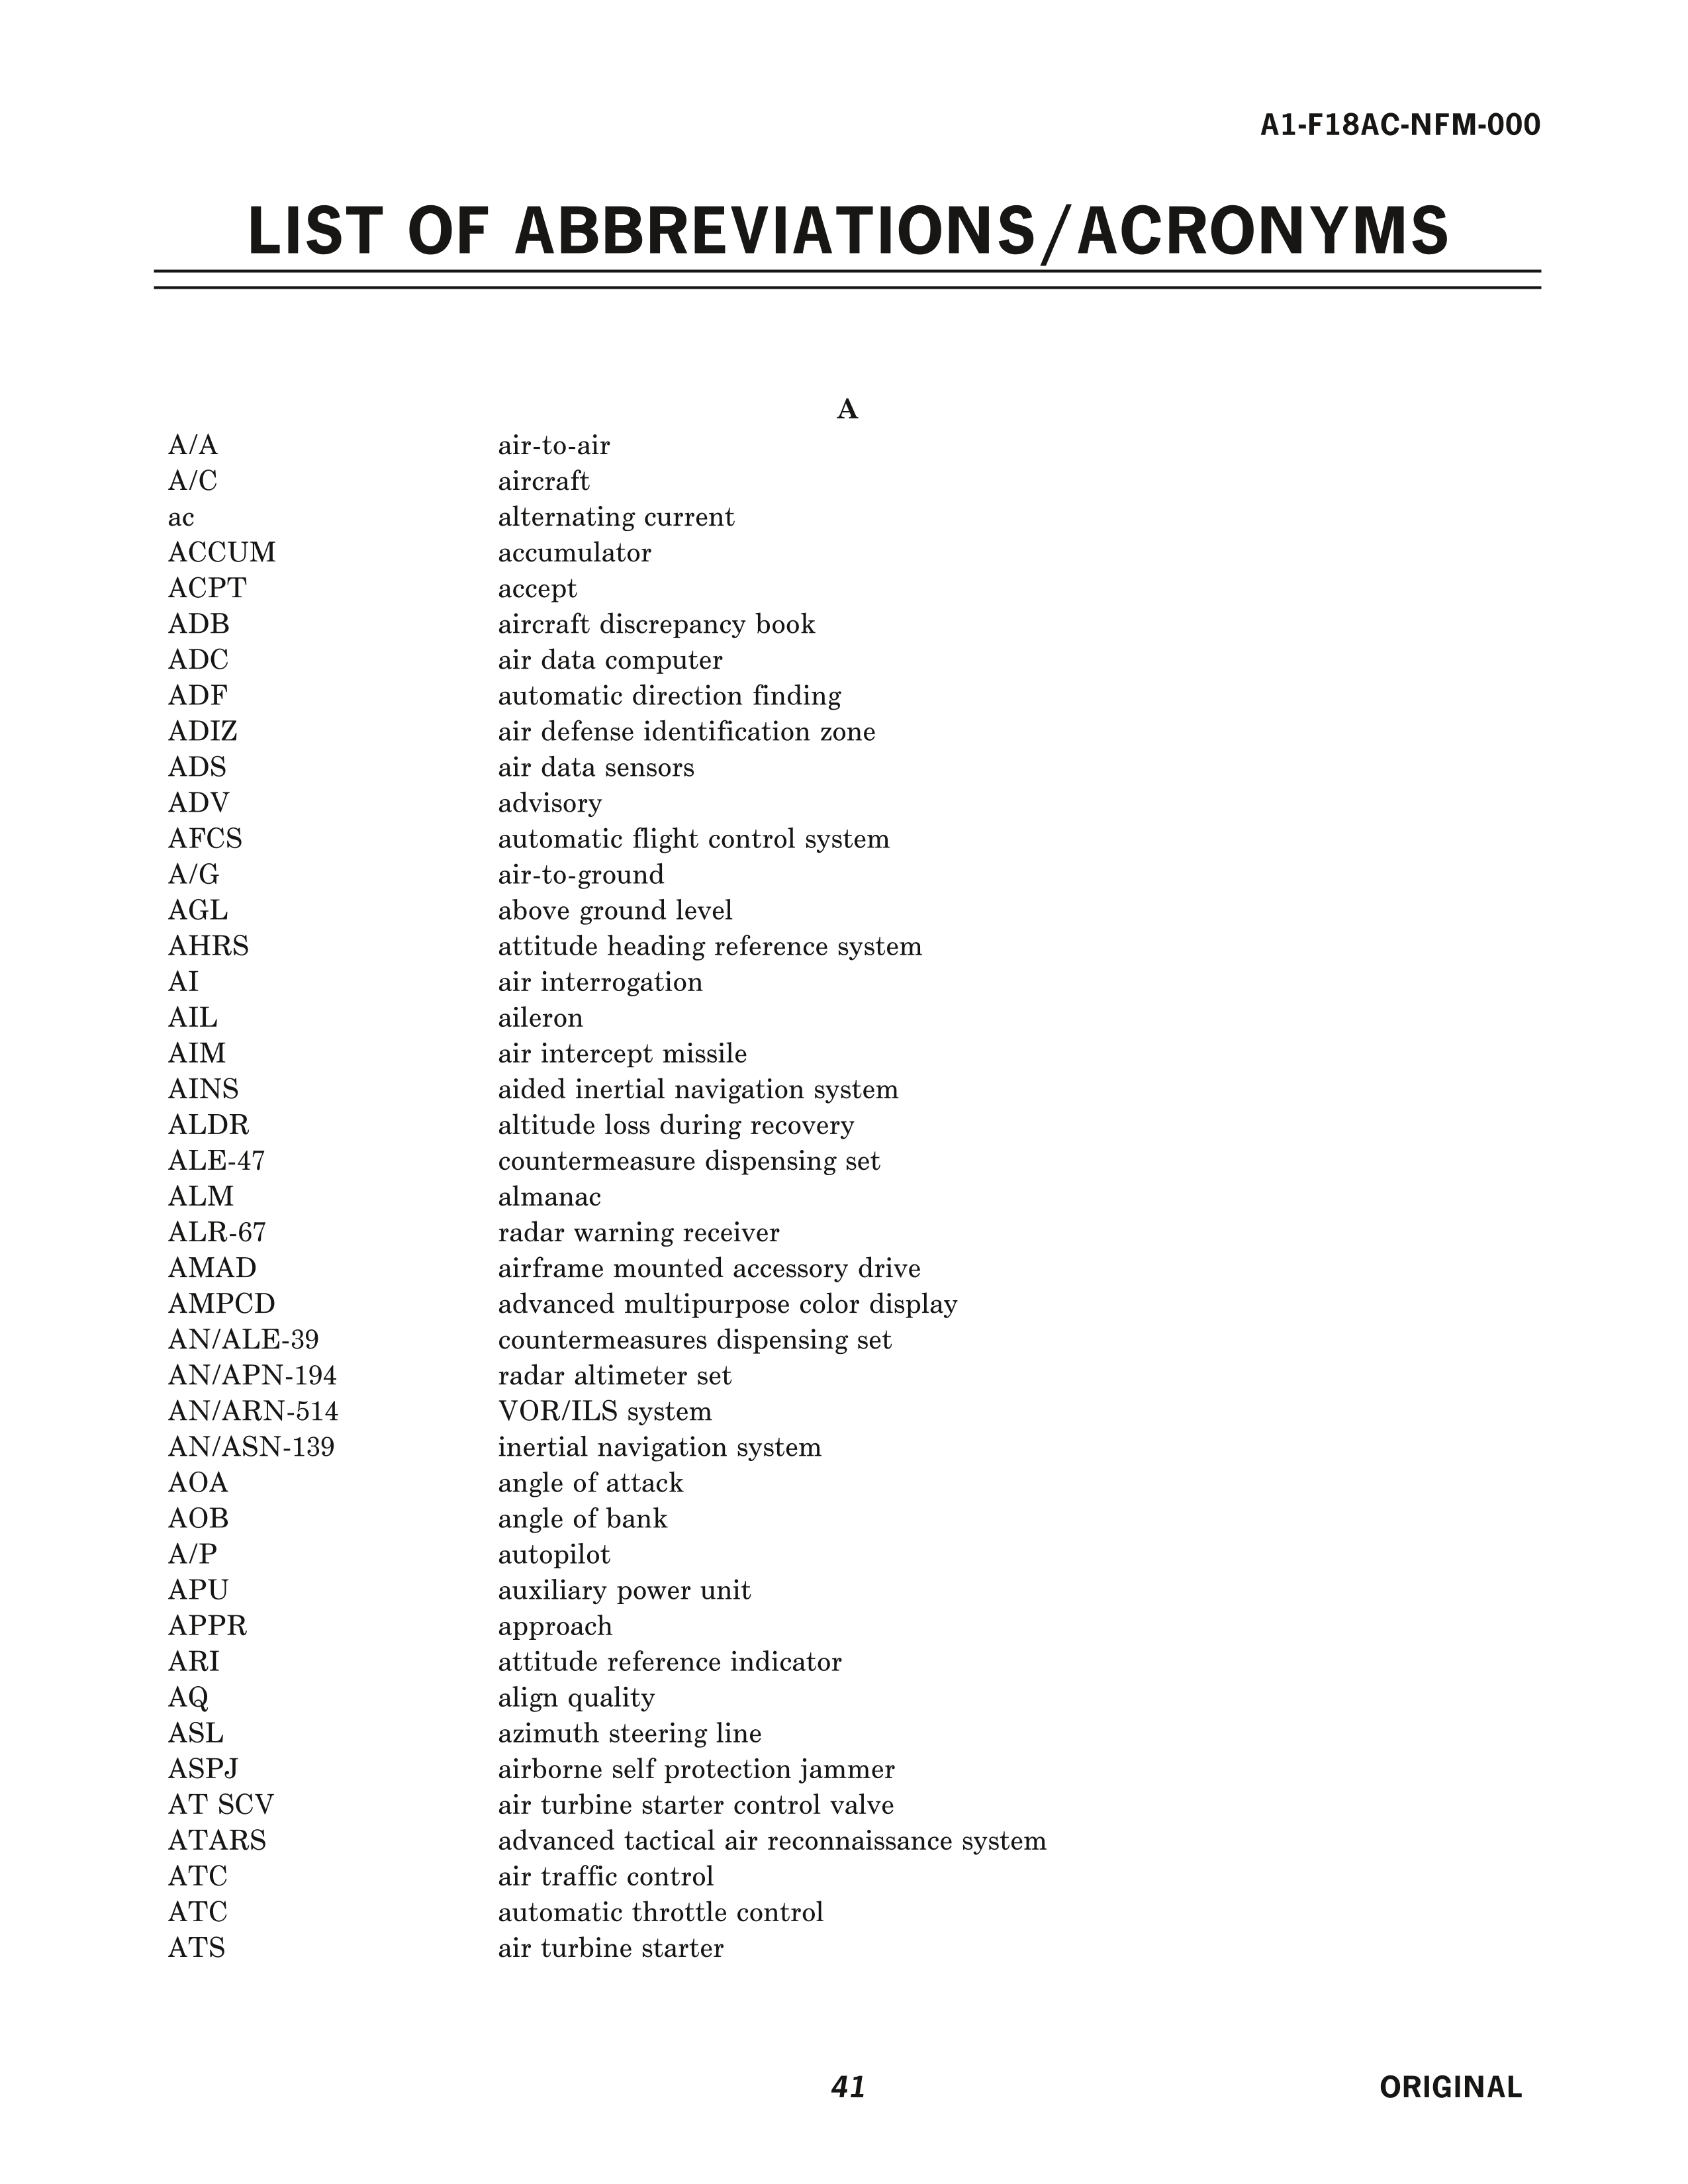 A1-F18AC-NFM-000
LIST OF ABBREVIATIONS/ACRONYMS
A
A/A air-to-air
A/C aircraft
ac alternating current
ACCUM accumulator
ACPT accept
ADB aircraft discrepancy book
ADC air data computer
ADF automatic direction finding
ADIZ air defense identification zone
ADS air data sensors
ADV advisory
AFCS automatic flight control system
A/G air-to-ground
AGL above ground level
AHRS attitude heading reference system
AI air interrogation
AIL aileron
AIM air intercept missile
AINS aided inertial navigation system
ALDR altitude loss during recovery
ALE-47 countermeasure dispensing set
ALM almanac
ALR-67 radar warning receiver
AMAD airframe mounted accessory drive
AMPCD advanced multipurpose color display
AN/ALE-39 countermeasures dispensing set
AN/APN-194 radar altimeter set
AN/ARN-514 VOR/ILS system
AN/ASN-139 inertial navigation system
AOA angle of attack
AOB angle of bank
A/P autopilot
APU auxiliary power unit
APPR approach
ARI attitude reference indicator
AQ align quality
ASL azimuth steering line
ASPJ airborne self protection jammer
AT SCV air turbine starter control valve
ATARS advanced tactical air reconnaissance system
ATC air traffic control
ATC automatic throttle control
ATS air turbine starter
41 ORIGINAL